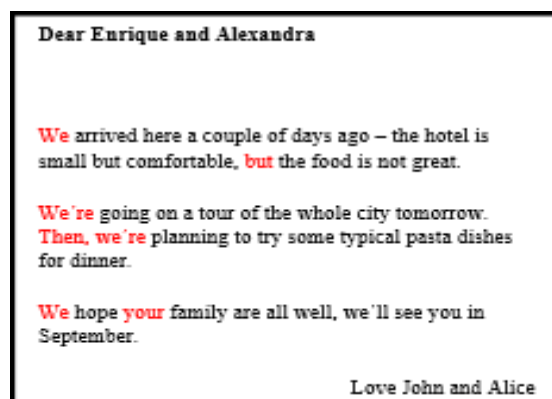 Dear Enrique and Alexandra
We arrived here a couple of days ago – the hotel is
small but comfortable, but the food is not great.
We´re going on a tour of the whole city tomorrow.
Then, we´re planning to try some typical pasta dishes
for dinner.
We hope your family are all well, we´ll see you in
September.
Love John and Alice